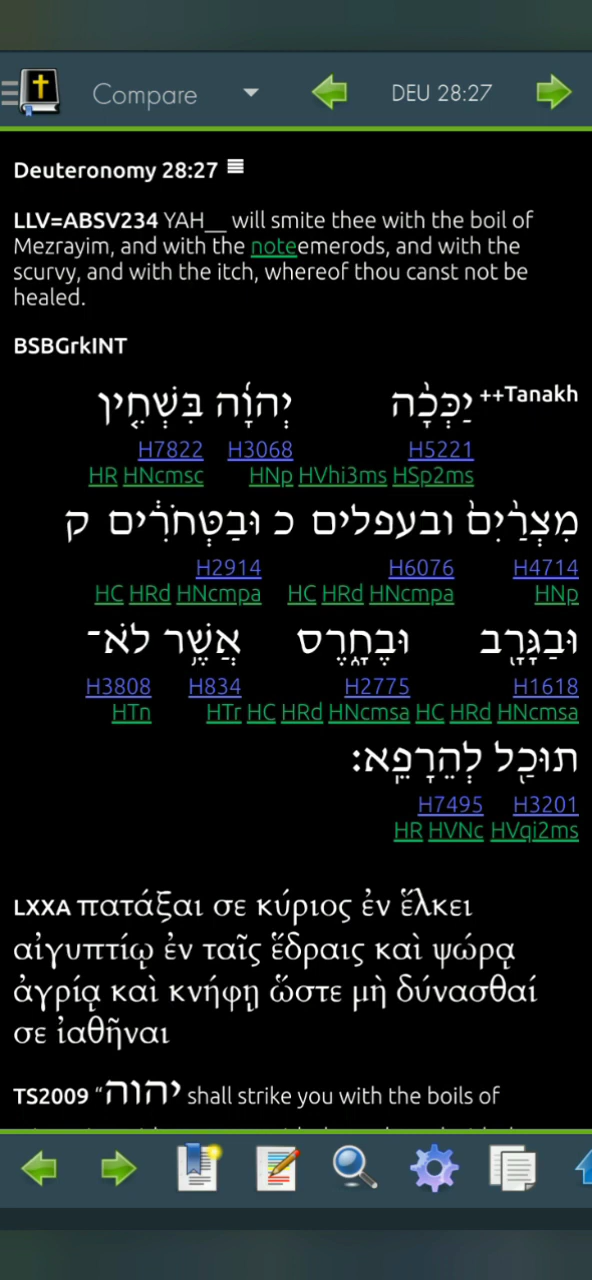 Compare
DEU 28:27
Deuteronomy 28:27
LLV=ABSV234 YAH__ will smite thee with the boil of
Mezrayim, and with the noteemerods, and with the
scurvy, and with the itch, whereof thou canst not be
healed.
BSBGrkINT
++Tanakh יַכְּכָ֨ה יְהוָ֜ה בִּשְׁחִ֤ין
H5221 H3068 H7822
HVhi3ms HSp2ms HNp HR HNcmsc
מִצְרַ֙יִם֙ ובעפלים כ וּבַטְּחֹרִ֔ים ק
H4714 H6076 H2914
HNp HC HRd HNcmpa HC HRd HNcmpa
וּבַגָּרָ֖ב וּבֶחָ֑רֶס אֲשֶׁ֥ר לֹא־
H1618 H2775 H834 H3808
HC HRd HNcmsa HC HRd HNcmsa HTr HTn
תוּכַ֖ל לְהֵרָפֵֽא׃
H3201 H7495
HVqi2ms HR HVNc
LXXA πατάξαι σε κύριος ἐν ἕλκει
αἰγυπτίῳ ἐν ταῖς ἕδραις καὶ ψώρᾳ
ἀγρίᾳ καὶ κνήφῃ ὥστε μὴ δύνασθαί
σε ἰαθῆναι
TS2009 “יהוה shall strike you with the boils of